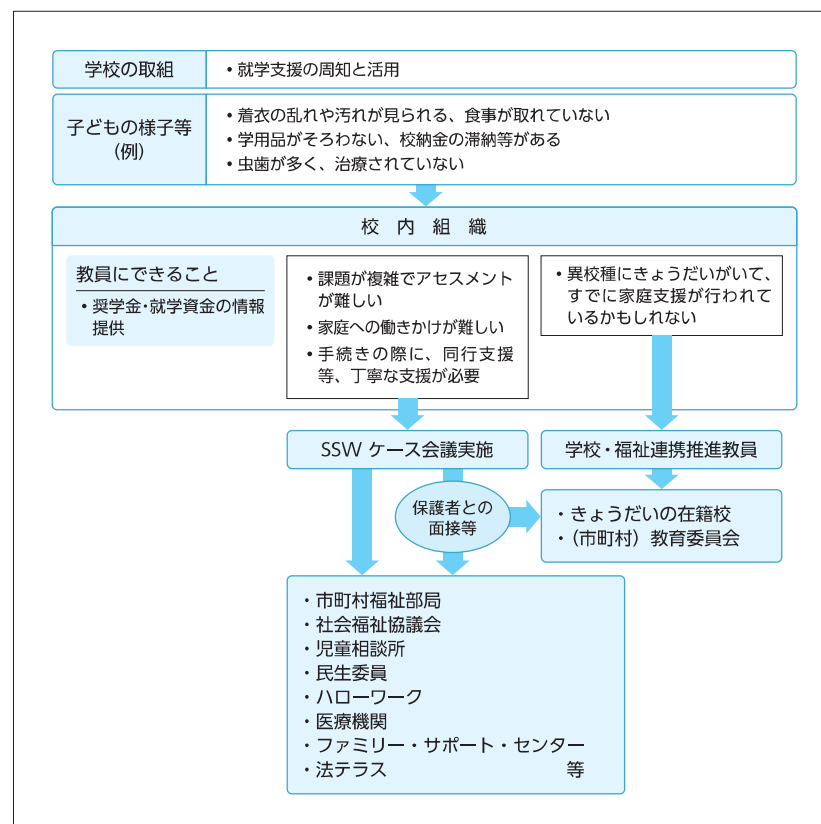 学校の取組
・就学支援の周知と活用
子どもの様子等
(例)
・着衣の乱れや汚れが見られる、食事が取れていない
・学用品がそろわない、校納金の滞納等がある
・虫歯が多く、治療されていない
校内組織
教員にできること
・奨学金・就学資金の情報
提供
・課題が複雑でアセスメント
が難しい
・家庭への働きかけが難しい
・手続きの際に、同行支援
等、丁寧な支援が必要
・異校種にきょうだいがいて、
すでに家庭支援が行われて
いるかもしれない
SSW ケース会議実施
学校・福祉連携推進教員
保護者との
面接等
・きょうだいの在籍校
・(市町村)教育委員会
・市町村福祉部局
・社会福祉協議会
・児童相談所
・民生委員
・ハローワーク
・医療機関
・ファミリー・サポート・センター
・法テラス 等